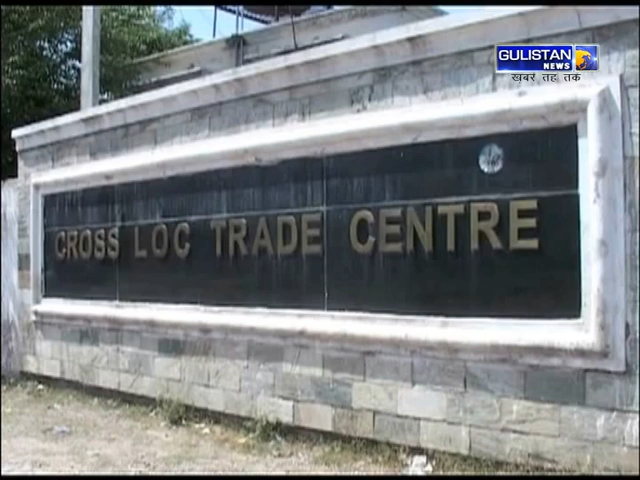 GULISTAN
NEWS
खबर तह तक
CROSS LOC TRADE CENTRE